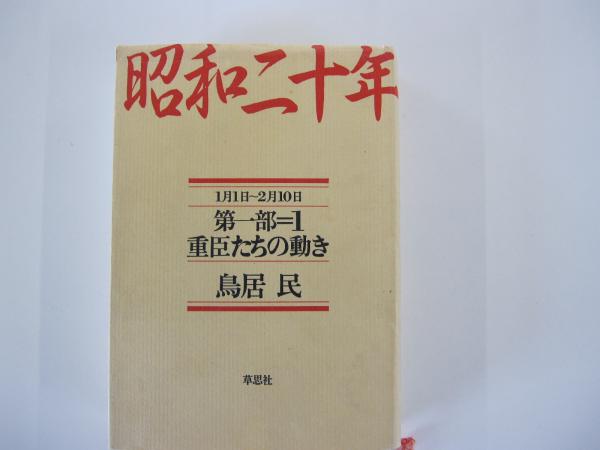 昭和二十年
1月1日~2月10日
第一部=1
重臣たちの動き
鳥居 民
草思社